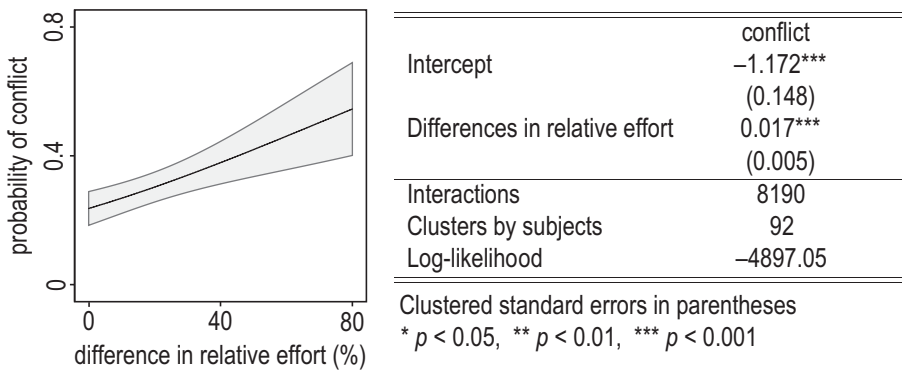 0.8
0.4
0
probability of conflict
0 40 80
difference in relative effort (%)
conflict
Intercept –1.172***
(0.148)
Differences in relative effort 0.017***
(0.005)
Interactions 8190
Clusters by subjects 92
Log-likelihood –4897.05
Clustered standard errors in parentheses
* p < 0.05, ** p < 0.01, *** p < 0.001